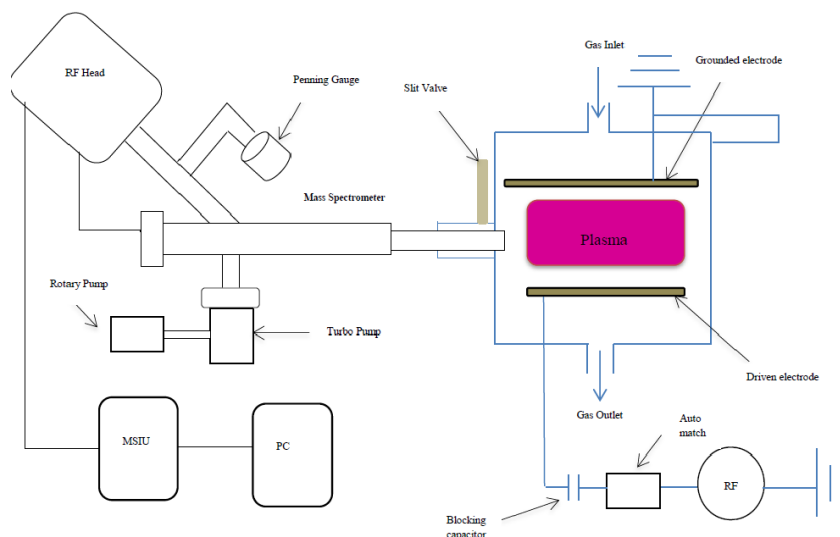 Gas Inlet
Grounded electrode
RF Head
Penning Gauge
Slit Valve
Mass Spectrometer
Plasma
Rotary Pump
Turbo Pump
Driven electrode
Gas Outlet
Auto
match
MSIU
PC
RF
Blocking
capacitor